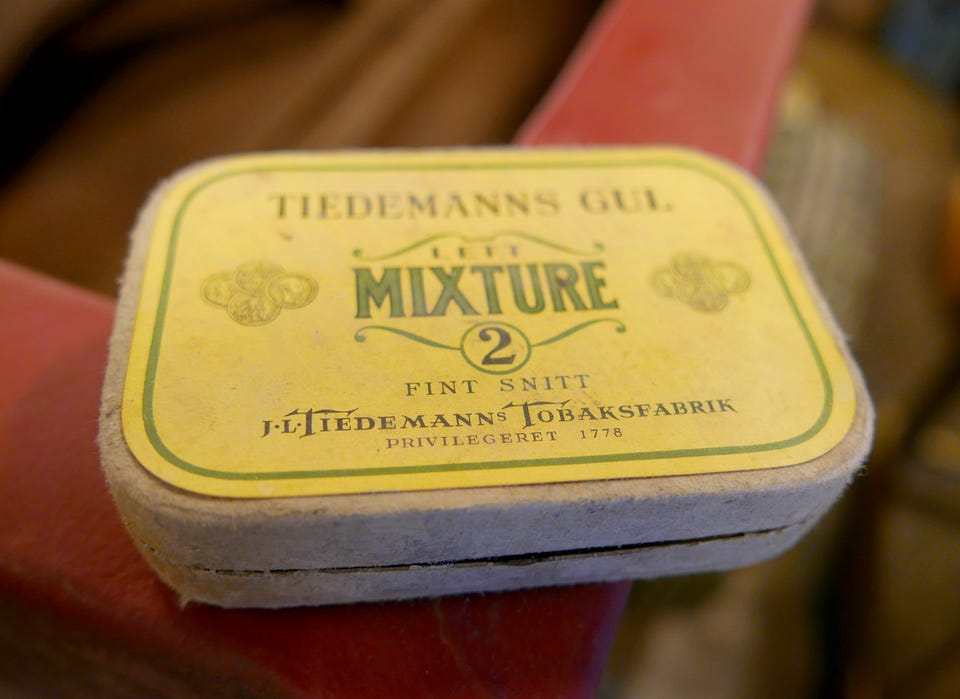 TIEDEMANNS GUL
LETT
MIXTURE
2
FINT SNITT
J·L·TIEDEMANNS TOBAKSFABRIK
PRIVILEGERET 1778